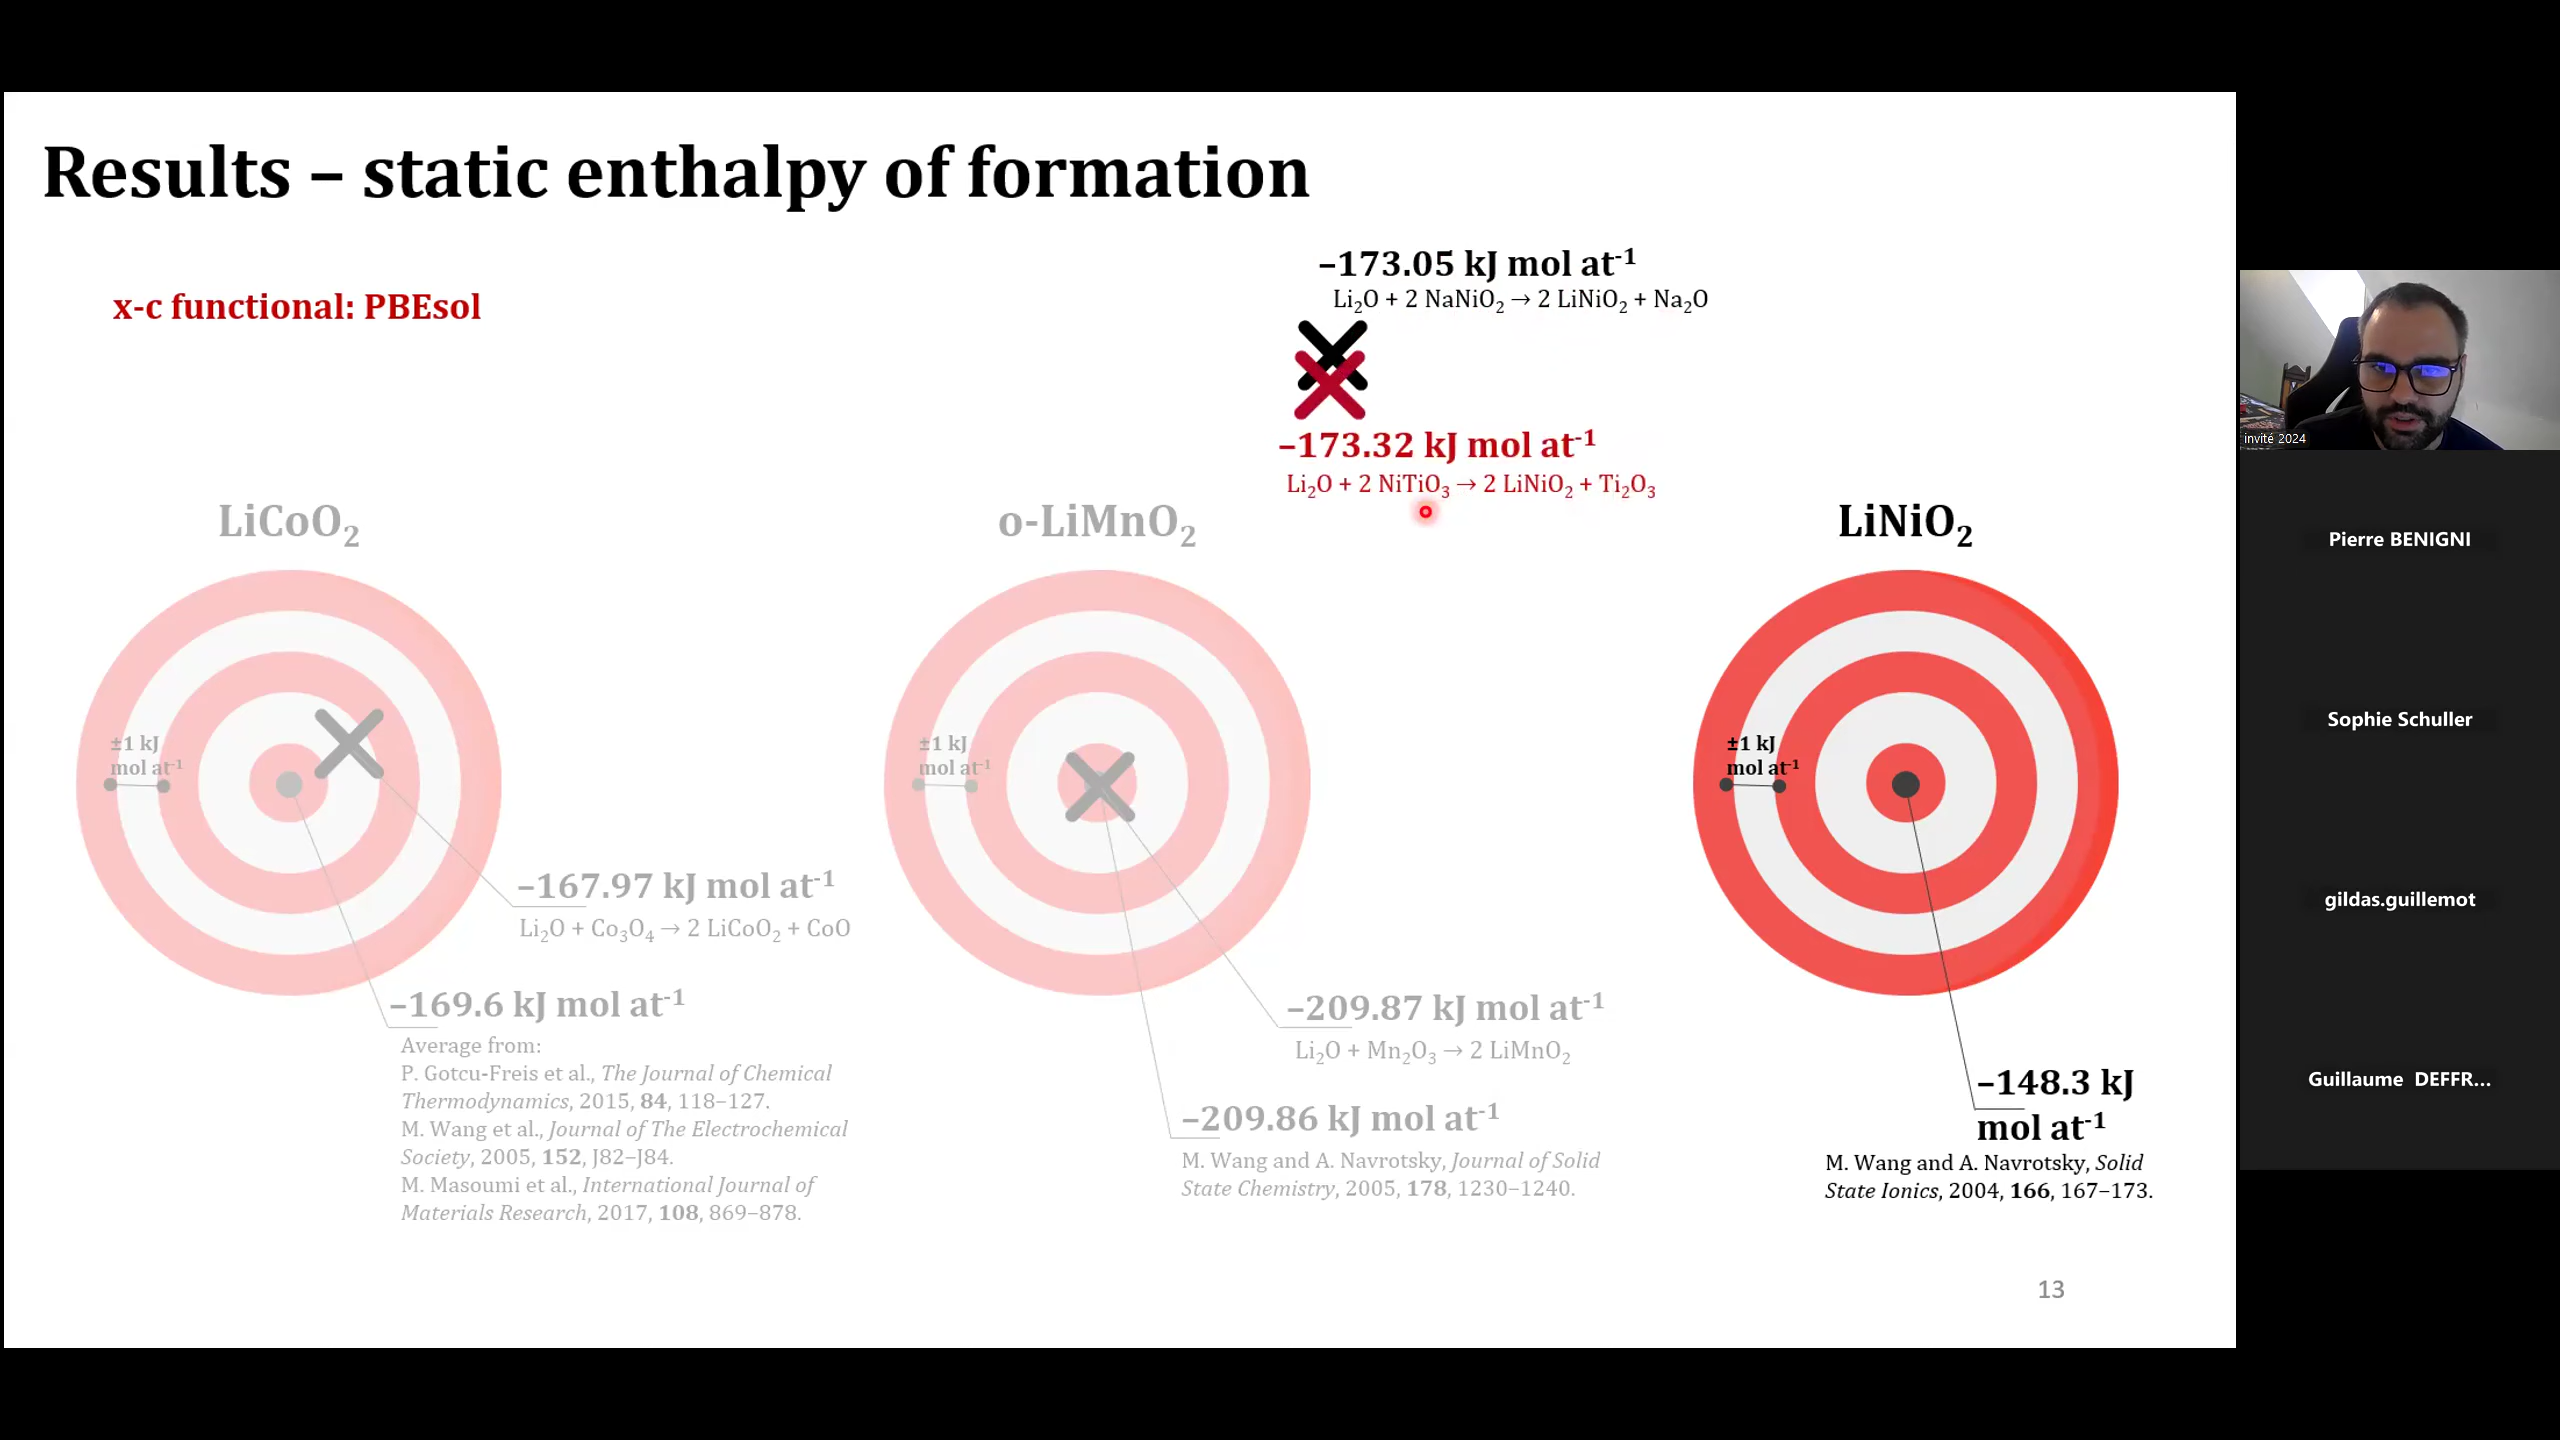 Results – static enthalpy of formation
x-c functional: PBEsol
–173.05 kJ mol at⁻¹
Li₂O + 2 NaNiO₂ → 2 LiNiO₂ + Na₂O
–173.32 kJ mol at⁻¹
Li₂O + 2 NiTiO₃ → 2 LiNiO₂ + Ti₂O₃
LiCoO₂
±1 kJ
mol at⁻¹
–167.97 kJ mol at⁻¹
Li₂O + Co₃O₄ → 2 LiCoO₂ + CoO
–169.6 kJ mol at⁻¹
Average from:
P. Gotcu-Freis et al., The Journal of Chemical
Thermodynamics, 2015, 84, 118–127.
M. Wang et al., Journal of The Electrochemical
Society, 2005, 152, J82–J84.
M. Masoumi et al., International Journal of
Materials Research, 2017, 108, 869–878.
o-LiMnO₂
±1 kJ
mol at⁻¹
–209.87 kJ mol at⁻¹
Li₂O + Mn₂O₃ → 2 LiMnO₂
–209.86 kJ mol at⁻¹
M. Wang and A. Navrotsky, Journal of Solid
State Chemistry, 2005, 178, 1230–1240.
LiNiO₂
±1 kJ
mol at⁻¹
–148.3 kJ
mol at⁻¹
M. Wang and A. Navrotsky, Solid
State Ionics, 2004, 166, 167–173.
13
invité 2024
Pierre BENIGNI
Sophie Schuller
gildas.guillemot
Guillaume DEFFR...